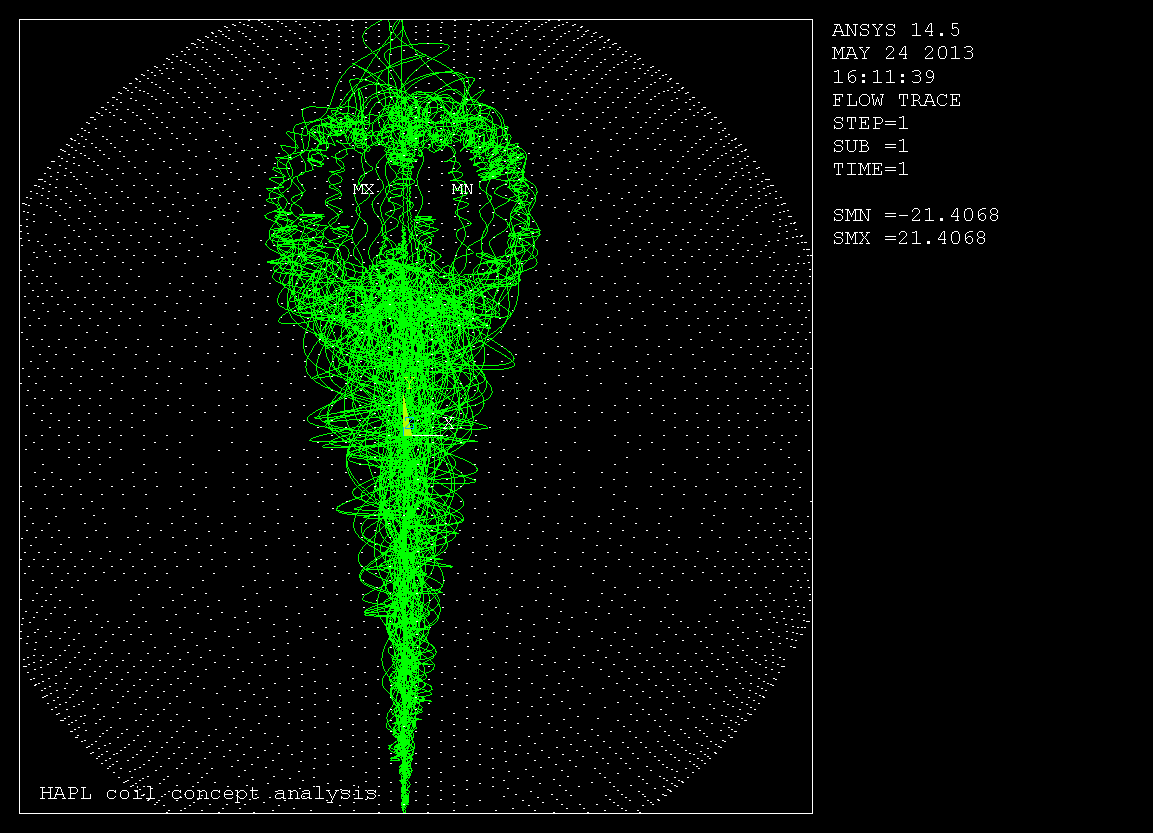 ANSYS 14.5
MAY 24 2013
16:11:39
FLOW TRACE
STEP=1
SUB =1
TIME=1
SMN =-21.4068
SMX =21.4068
MX
MN
X
HAPL coil concept analysis